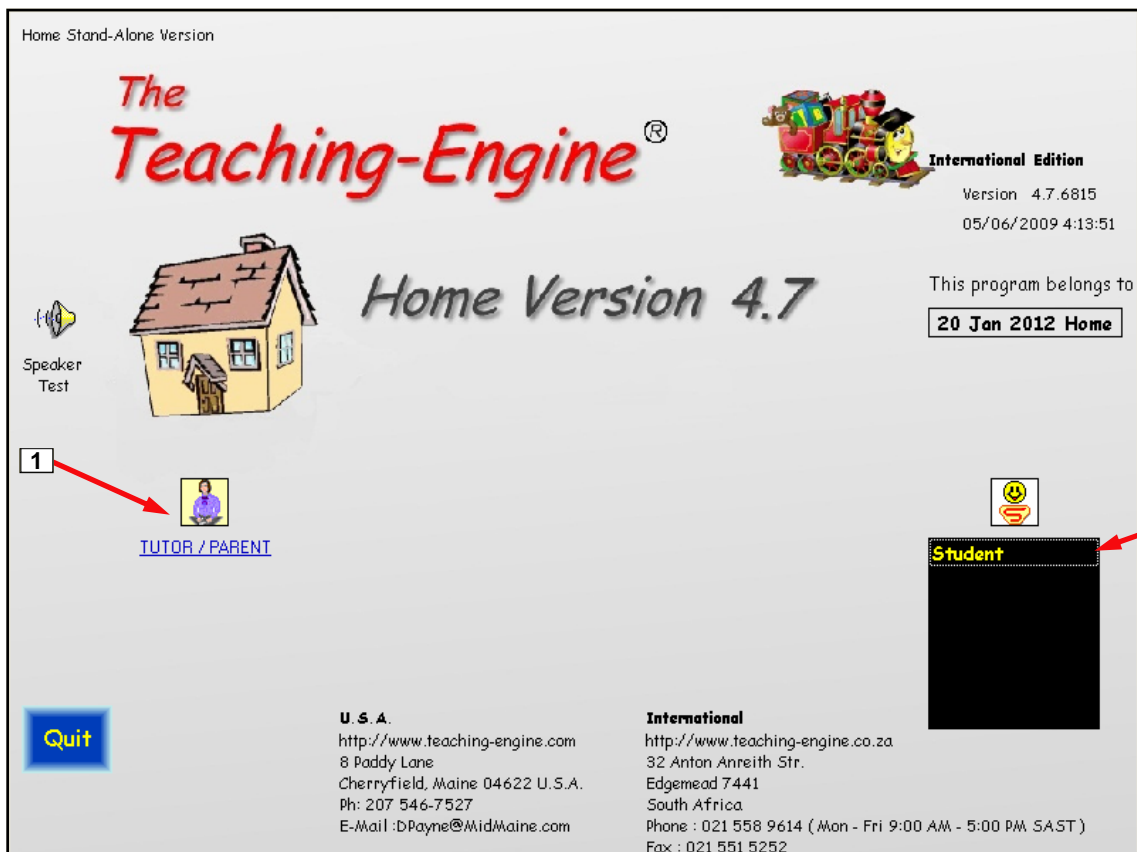 Home Stand-Alone Version
The
Teaching-Engine®
International Edition
Version 4.7.6815
05/06/2009 4:13:51
Home Version 4.7
This program belongs to
20 Jan 2012 Home
Speaker
Test
1
TUTOR / PARENT
Student
Quit
U.S.A.
http://www.teaching-engine.com
8 Paddy Lane
Cherryfield, Maine 04622 U.S.A.
Ph: 207 546-7527
E-Mail :DPayne@MidMaine.com
International
http://www.teaching-engine.co.za
32 Anton Anreith Str.
Edgemead 7441
South Africa
Phone : 021 558 9614 ( Mon - Fri 9:00 AM - 5:00 PM SAST )
Fax : 021 551 5252